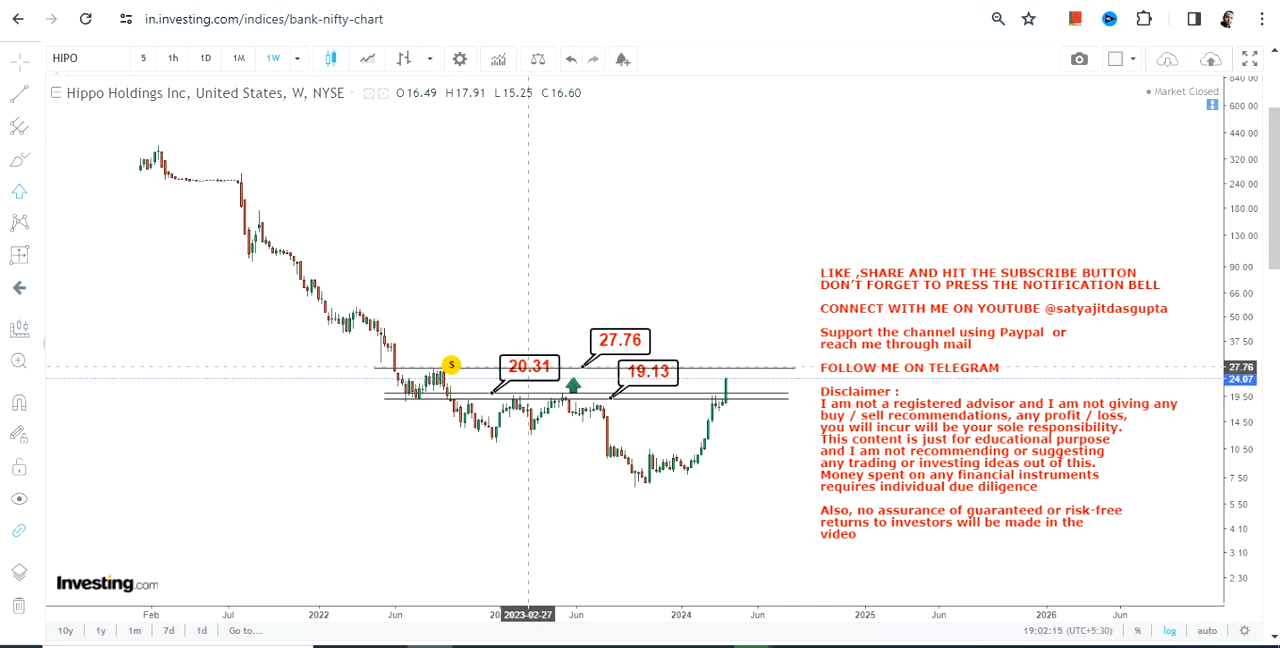 in.investing.com/indices/bank-nifty-chart
HIPO 5 1h 1D 1M 1W
Hippo Holdings Inc, United States, W, NYSE O16.49 H17.91 L15.25 C16.60
Market Closed
840.00
600.00
440.00
320.00
240.00
180.00
130.00
90.00
66.00
50.00
37.50
27.76
24.07
19.50
14.50
10.50
7.50
5.50
4.10
3.10
2.30
$
20.31
27.76
19.13
LIKE ,SHARE AND HIT THE SUBSCRIBE BUTTON
DON'T FORGET TO PRESS THE NOTIFICATION BELL
CONNECT WITH ME ON YOUTUBE @satyajitdasgupta
Support the channel using Paypal or
reach me through mail
FOLLOW ME ON TELEGRAM
Disclaimer :
I am not a registered advisor and I am not giving any
buy / sell recommendations, any profit / loss,
you will incur will be your sole responsibility.
This content is just for educational purpose
and I am not recommending or suggesting
any trading or investing ideas out of this.
Money spent on any financial instruments
requires individual due diligence
Also, no assurance of guaranteed or risk-free
returns to investors will be made in the
video
Investing.com
Feb Jul 2022 Jun 2023-02-27 Jun 2024 Jun 2025 Jun 2026 Jun
10y 1y 1m 7d 1d Go to... 19:02:15 (UTC+5:30) % log auto